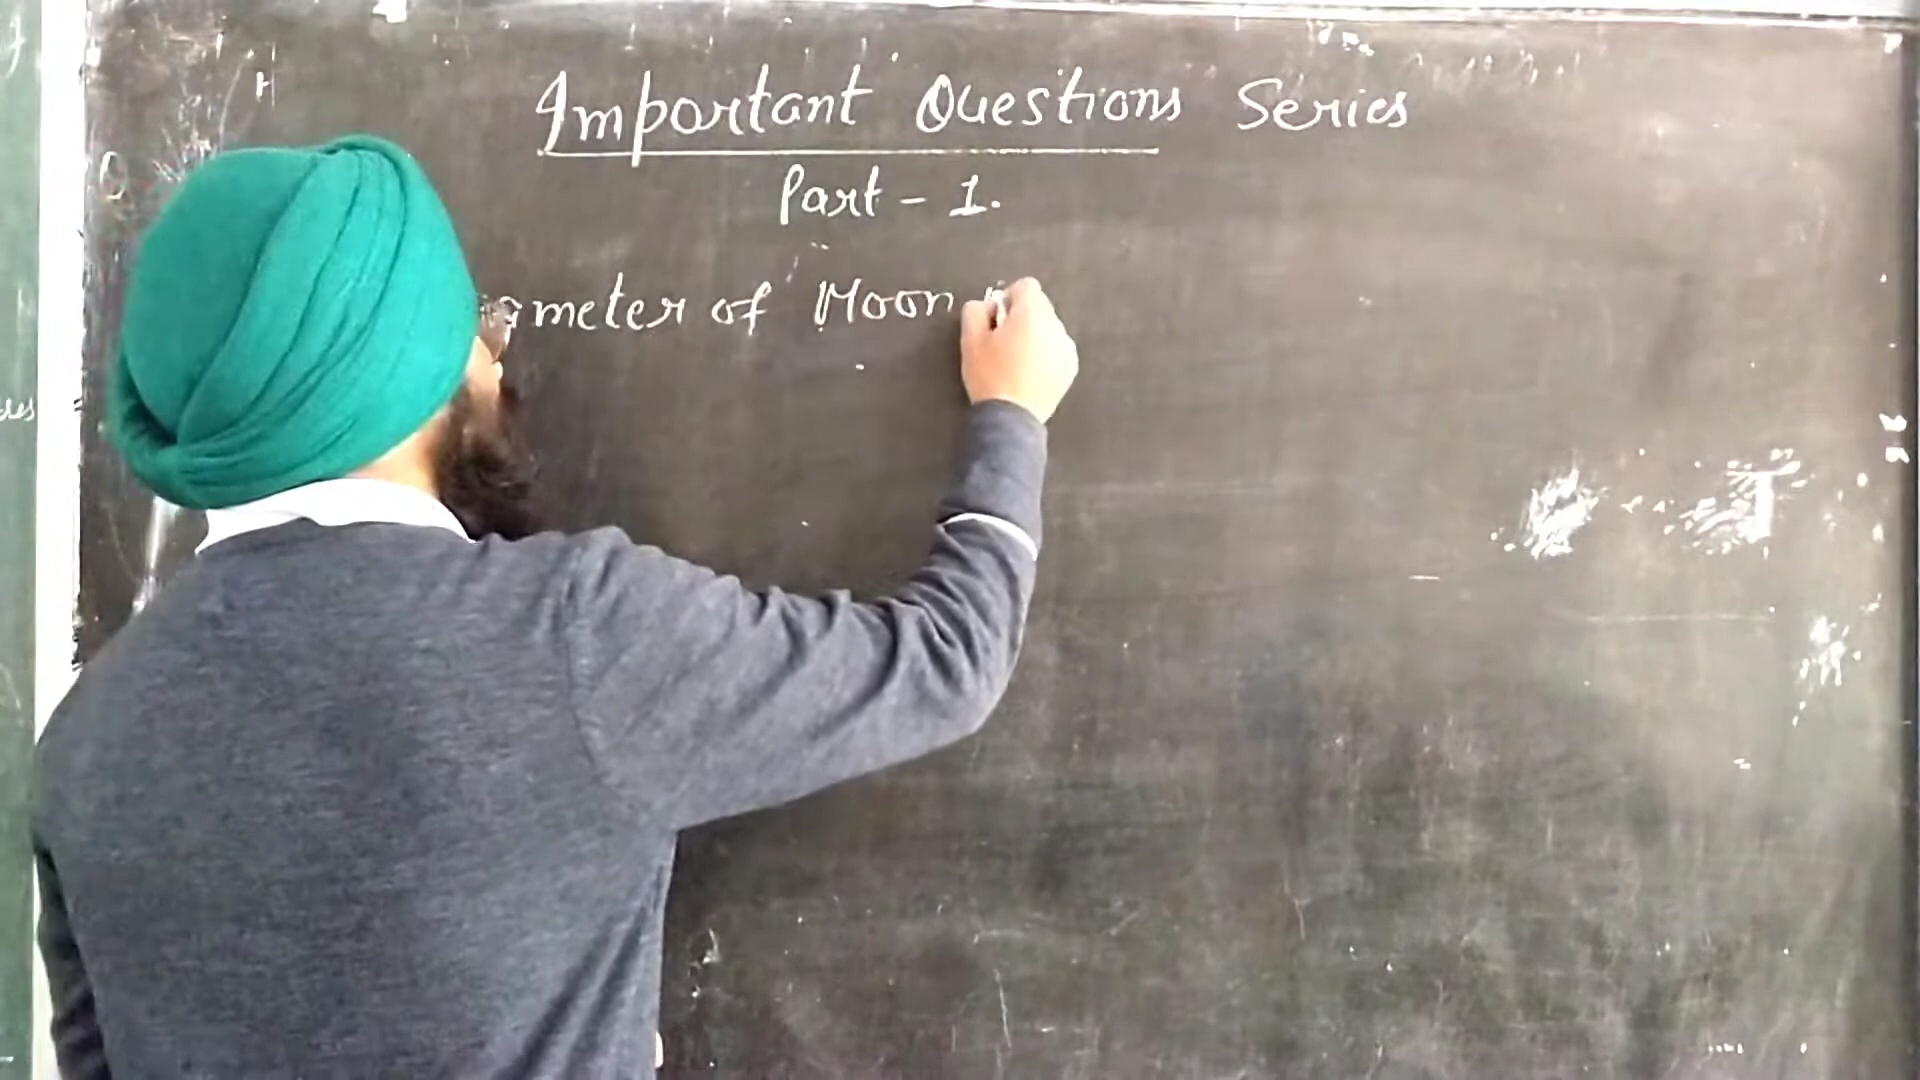 Important Questions Series
Part - 1.
meter of Moon